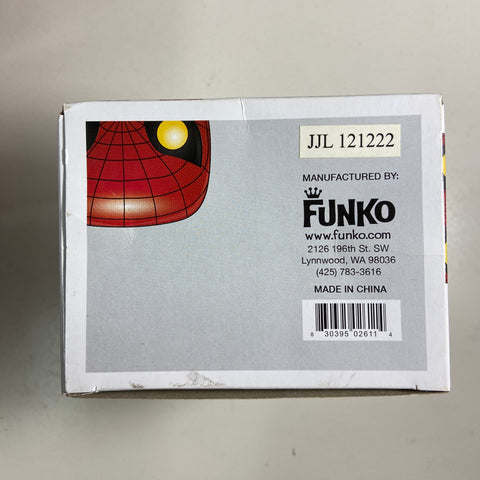 JJL 121222
MANUFACTURED BY:
FUNKO
www.funko.com
2126 196th St. SW
Lynnwood, WA 98036
(425) 783-3616
MADE IN CHINA
8 30395 02611 4